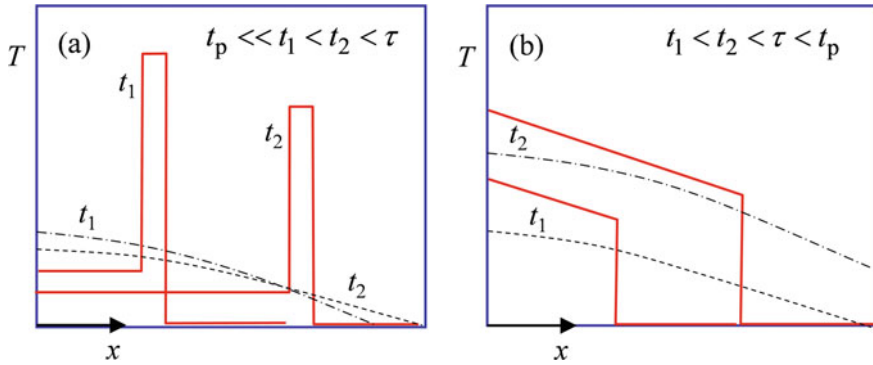 (a) t_p << t_1 < t_2 < τ
T
t_1
t_2
t_1
t_2
x
(b) t_1 < t_2 < τ < t_p
T
t_2
t_1
x